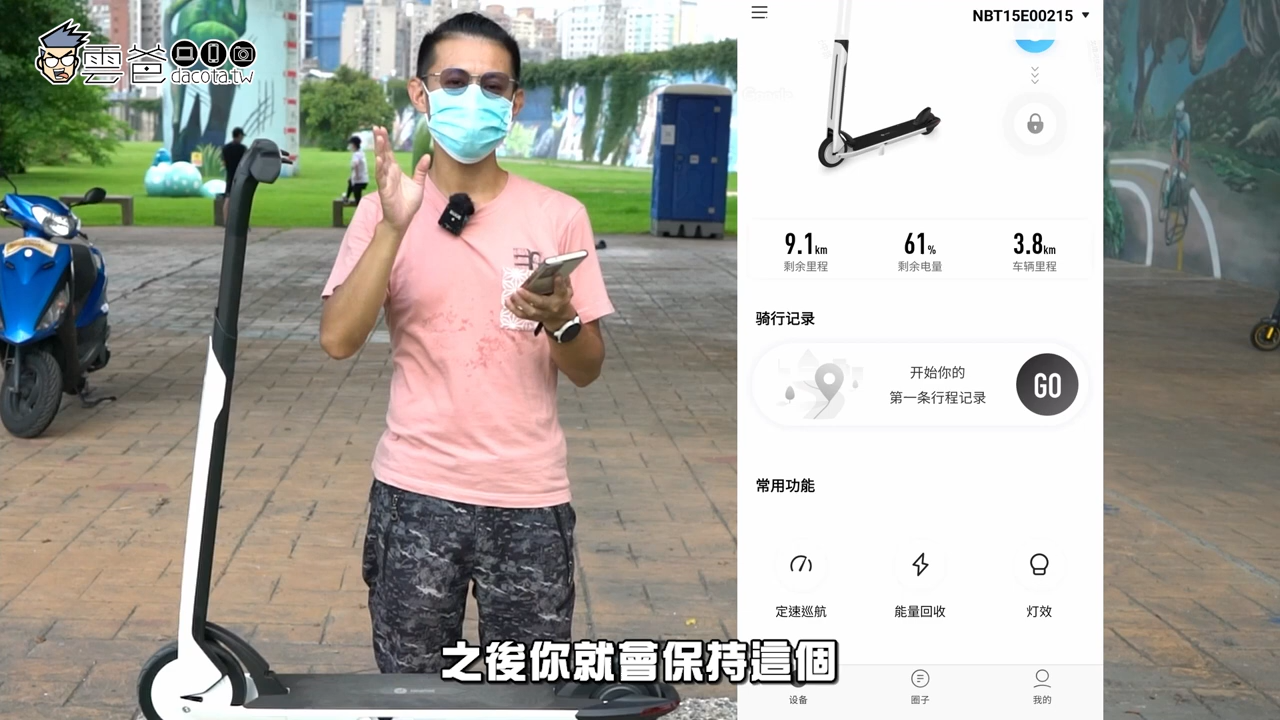 雲爸
dacota.tw
NBT15E00215
9.1km
61%
3.8km
剩余里程
剩余电量
车辆里程
骑行记录
开始你的
第一条行程记录
GO
常用功能
定速巡航
能量回收
灯效
之後你就會保持這個
设备
圈子
我的